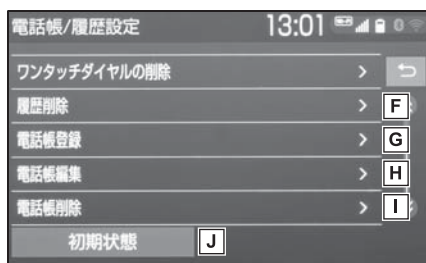 電話帳/履歴設定 13:01
ワンタッチダイヤルの削除 >
履歴削除 > F
電話帳登録 > G
電話帳編集 > H
電話帳削除 > I
初期状態 J